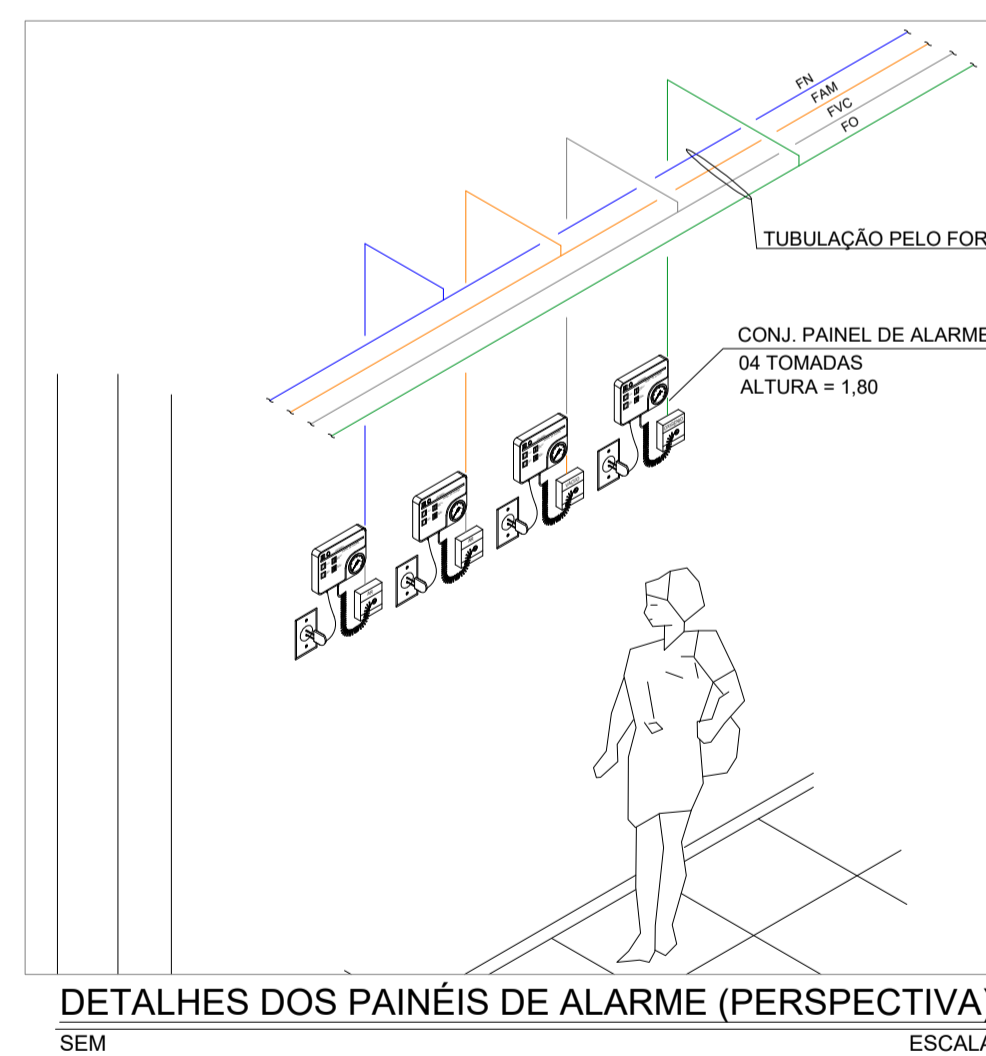 FN
FAM
FVC
FO
TUBULAÇÃO PELO FOR
CONJ. PAINEL DE ALARME
04 TOMADAS
ALTURA = 1,80
DETALHES DOS PAINÉIS DE ALARME (PERSPECTIVA)
SEM ESCALA